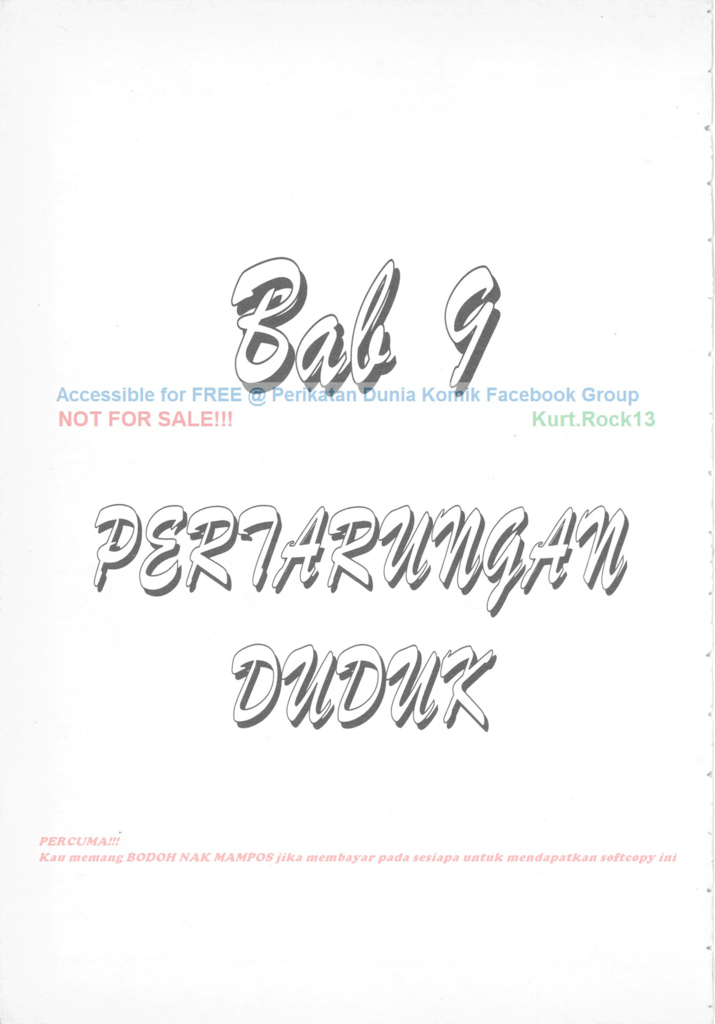 Bab 9
Accessible for FREE @ Perikatan Dunia Komik Facebook Group
NOT FOR SALE!!! Kurt.Rock13
PERTARUNGAN
DUDUK
PERCUMA!!!
Kau memang BODOH NAK MAMPOS jika membayar pada sesiapa untuk mendapatkan softcopy ini